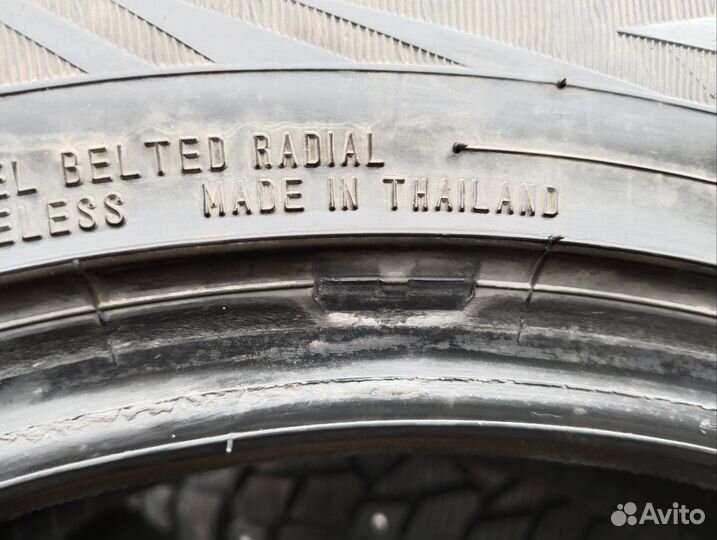 EL BELTED RADIAL
ELESS MADE IN THAILAND
Avito